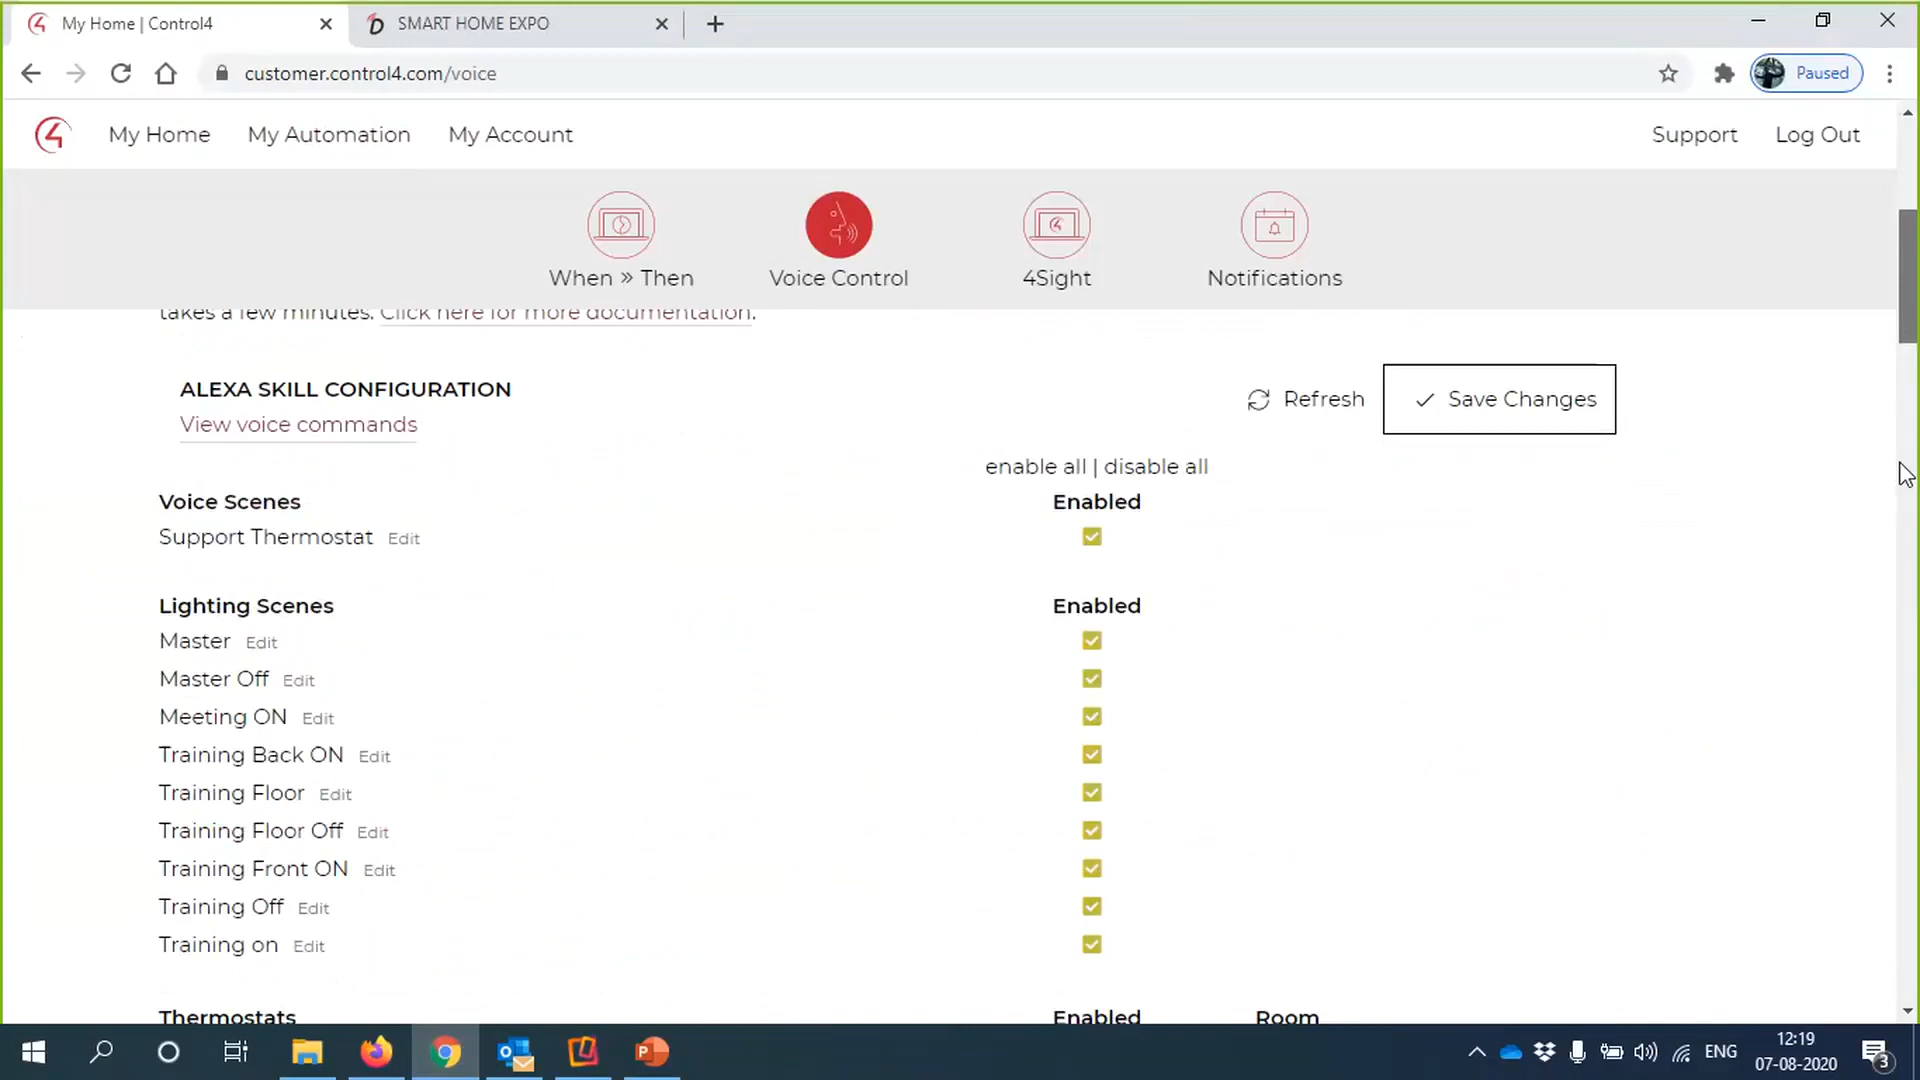 My Home | Control4
SMART HOME EXPO
customer.control4.com/voice
Paused
My Home My Automation My Account Support Log Out
When » Then Voice Control 4Sight Notifications
takes a few minutes. Click here for more documentation.
ALEXA SKILL CONFIGURATION
View voice commands
Refresh Save Changes
enable all | disable all
Voice Scenes Enabled
Support Thermostat Edit
Lighting Scenes Enabled
Master Edit
Master Off Edit
Meeting ON Edit
Training Back ON Edit
Training Floor Edit
Training Floor Off Edit
Training Front ON Edit
Training Off Edit
Training on Edit
Thermostats Enabled Room
ENG
12:19
07-08-2020
3